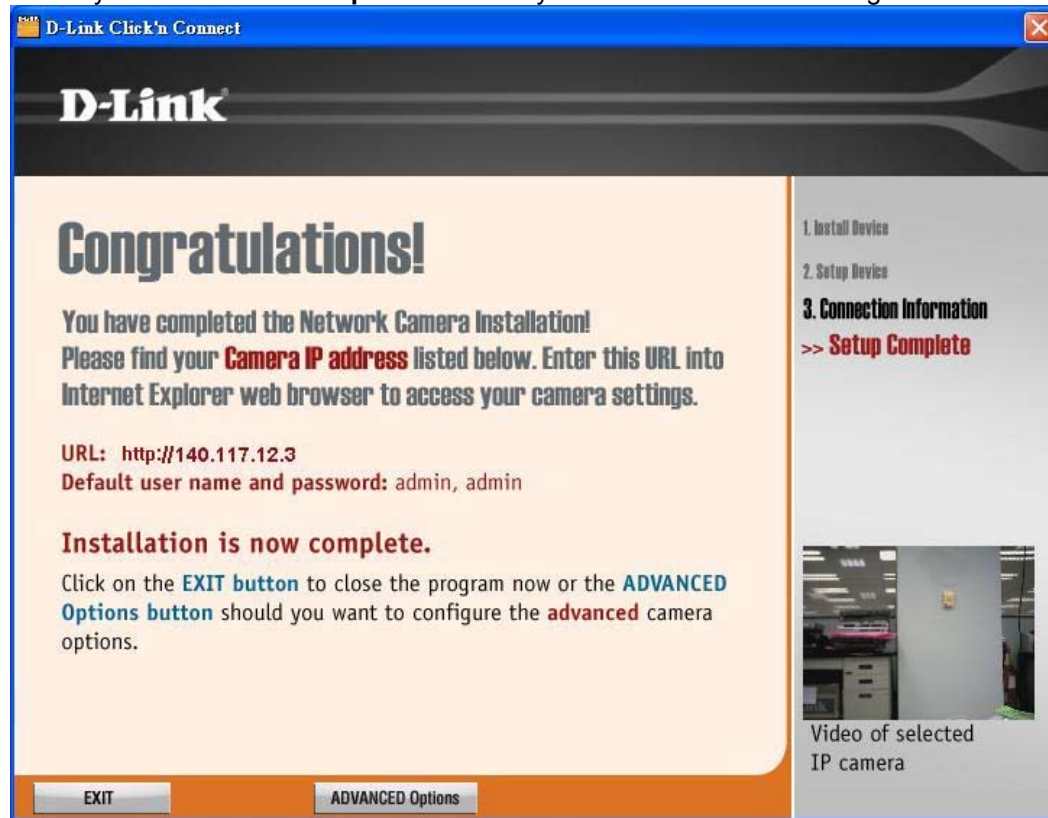 D-Link Click'n Connect
D-Link
Congratulations!
You have completed the Network Camera Installation!
Please find your Camera IP address listed below. Enter this URL into
Internet Explorer web browser to access your camera settings.
URL: http://140.117.12.3
Default user name and password: admin, admin
Installation is now complete.
Click on the EXIT button to close the program now or the ADVANCED
Options button should you want to configure the advanced camera
options.
EXIT
ADVANCED Options
1. Install Device
2. Setup Device
3. Connection Information
>> Setup Complete
Video of selected
IP camera